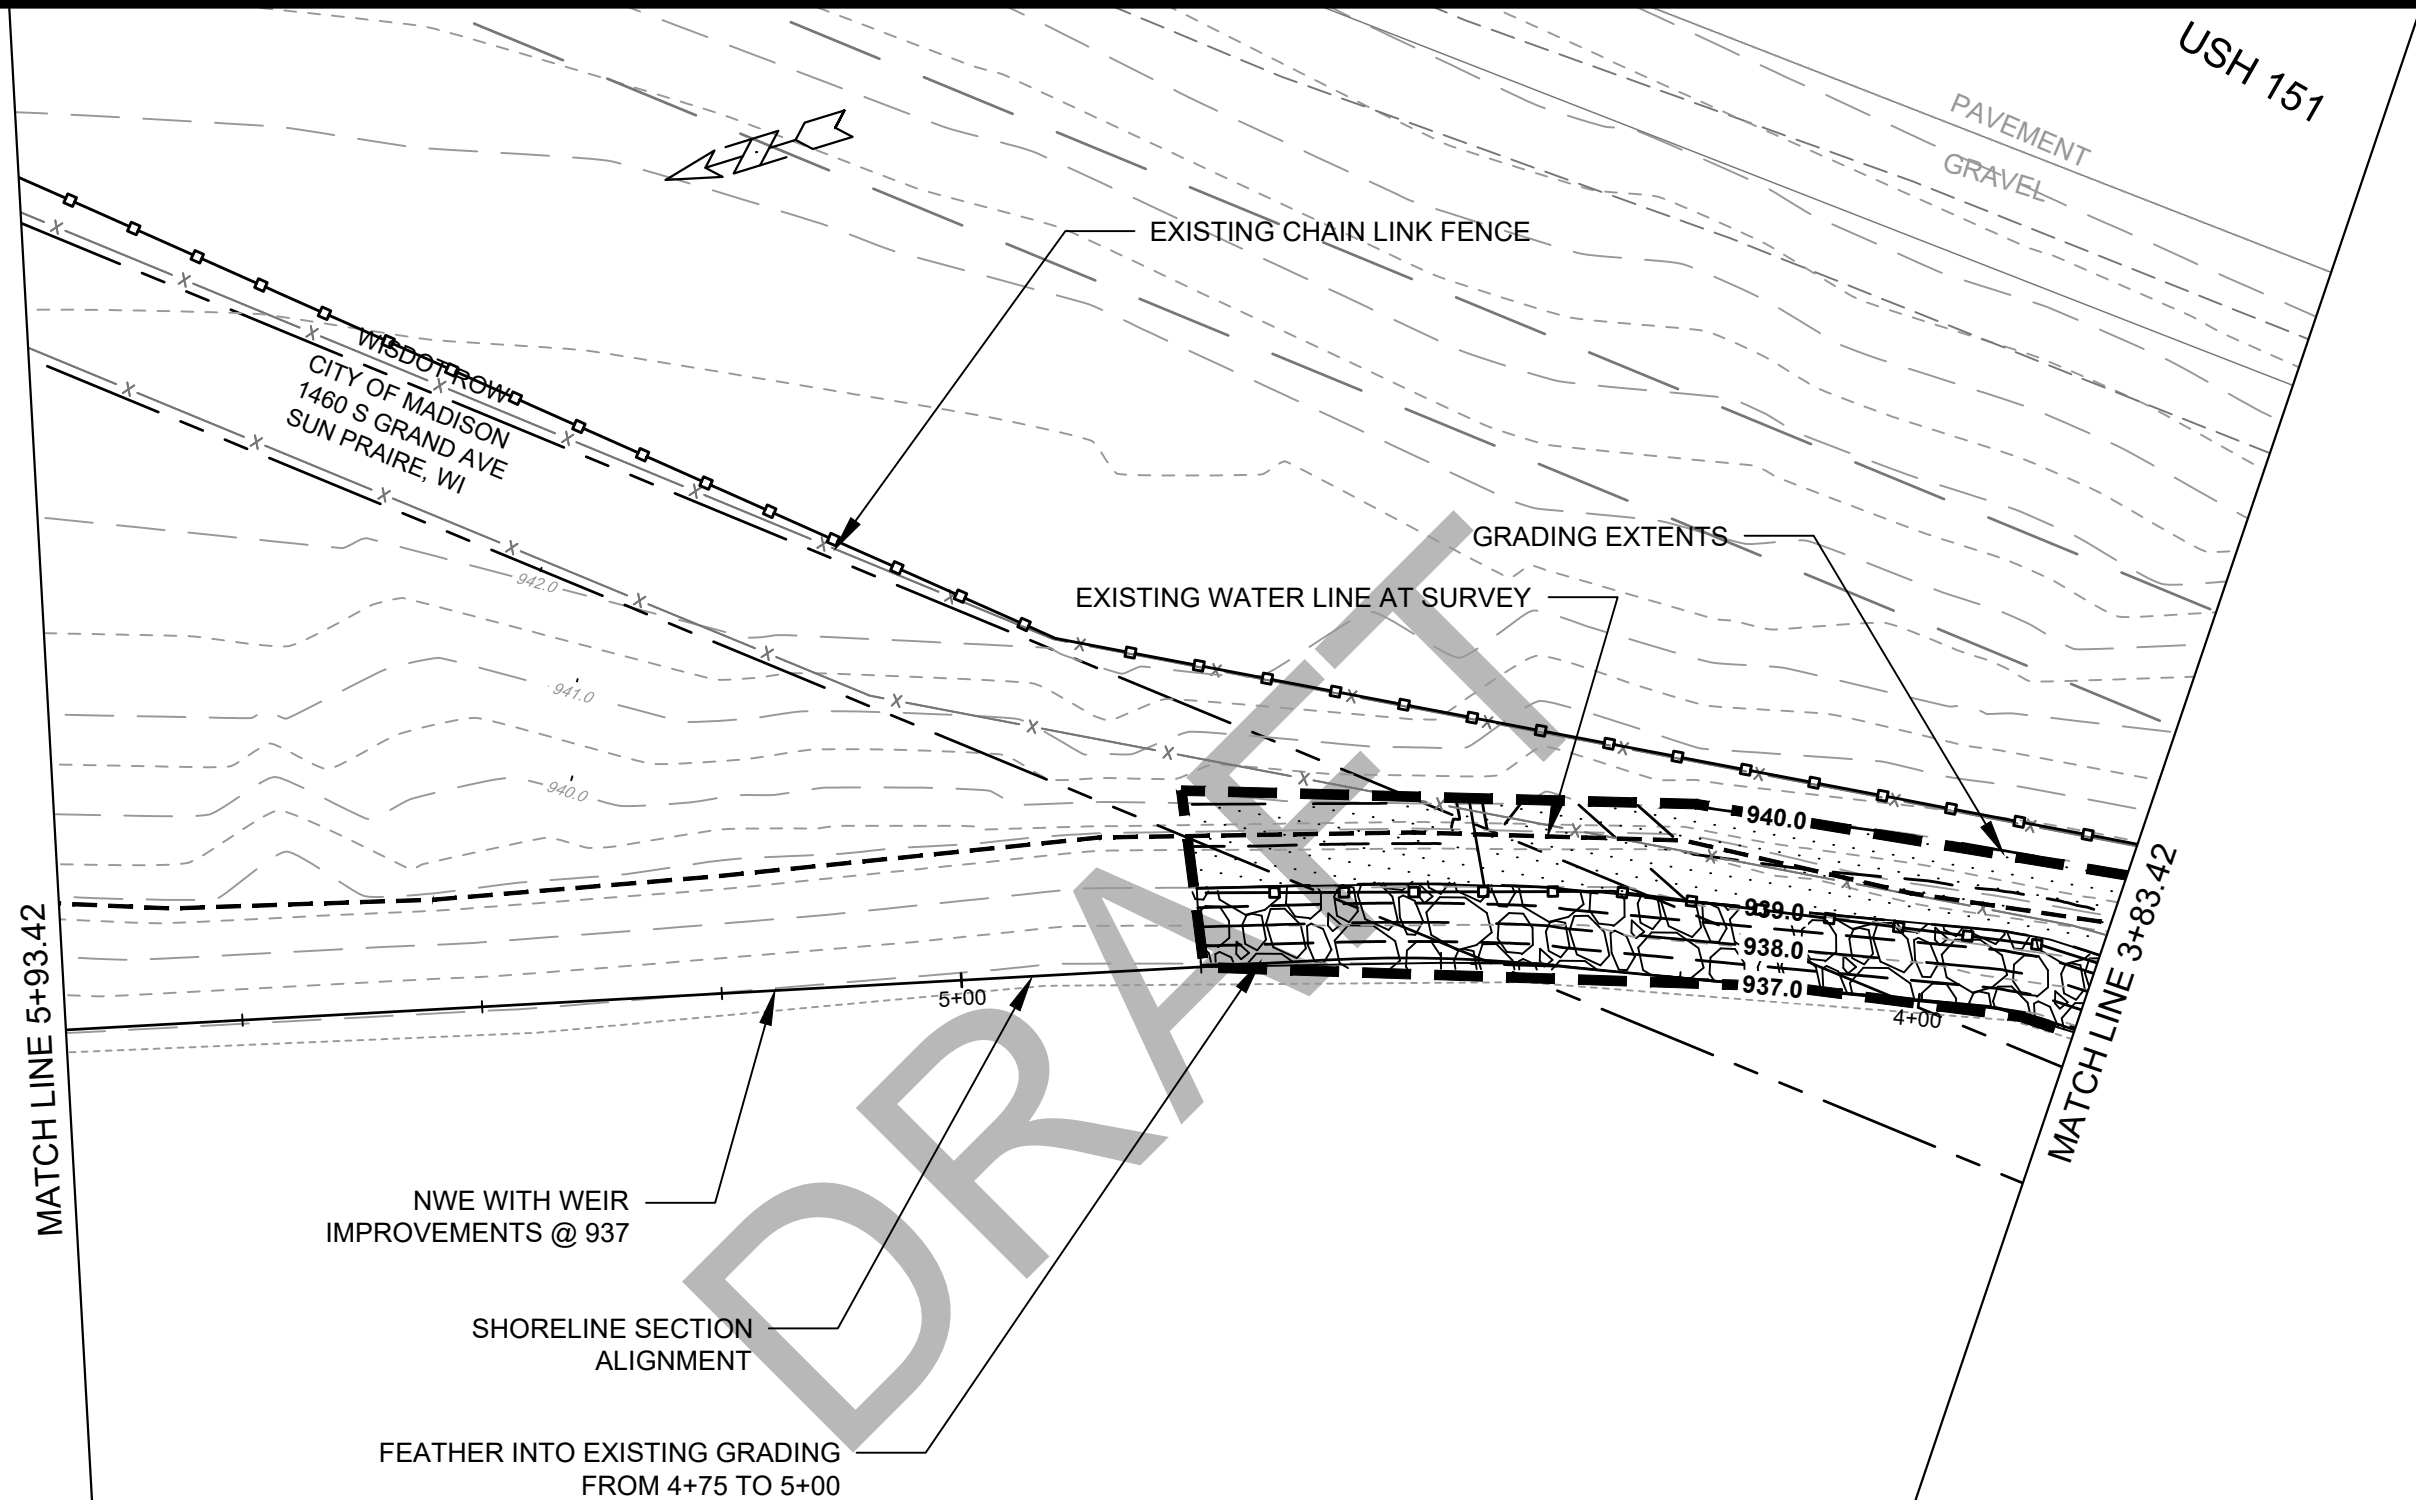 USH 151
PAVEMENT
GRAVEL
EXISTING CHAIN LINK FENCE
WISDOT ROW
CITY OF MADISON
1460 S GRAND AVE
SUN PRAIRE, WI
GRADING EXTENTS
EXISTING WATER LINE AT SURVEY
942.0
941.0
940.0
940.0
939.0
938.0
937.0
5+00
4+00
MATCH LINE 5+93.42
MATCH LINE 3+83.42
NWE WITH WEIR
IMPROVEMENTS @ 937
SHORELINE SECTION
ALIGNMENT
FEATHER INTO EXISTING GRADING
FROM 4+75 TO 5+00
DRAFT
Z